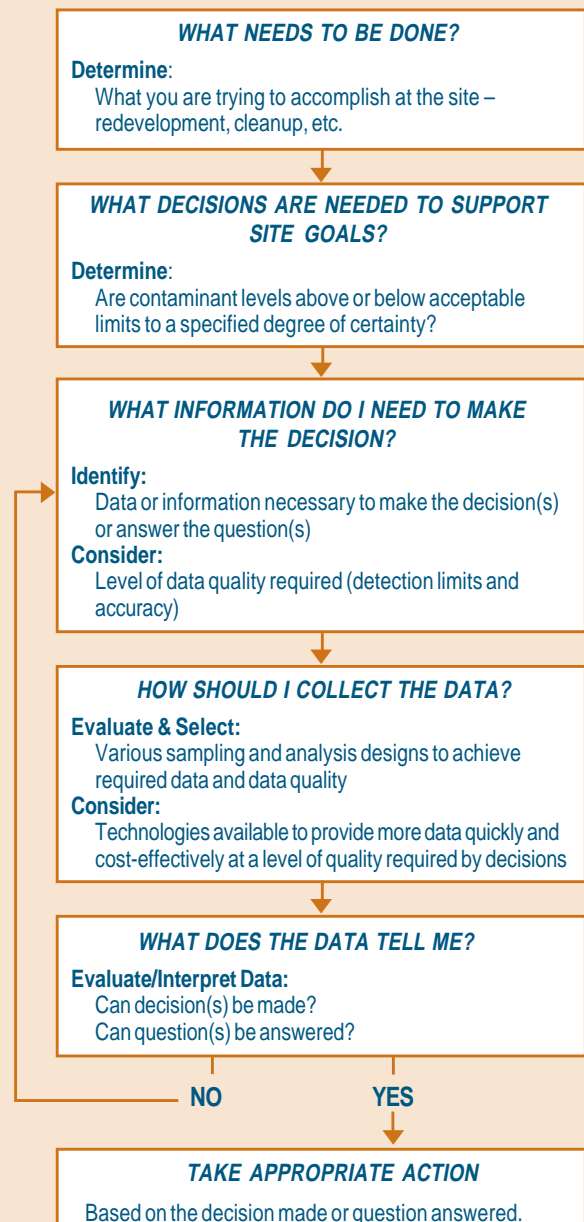 WHAT NEEDS TO BE DONE?
Determine:
What you are trying to accomplish at the site –
redevelopment, cleanup, etc.
WHAT DECISIONS ARE NEEDED TO SUPPORT
SITE GOALS?
Determine:
Are contaminant levels above or below acceptable
limits to a specified degree of certainty?
WHAT INFORMATION DO I NEED TO MAKE
THE DECISION?
Identify:
Data or information necessary to make the decision(s)
or answer the question(s)
Consider:
Level of data quality required (detection limits and
accuracy)
HOW SHOULD I COLLECT THE DATA?
Evaluate & Select:
Various sampling and analysis designs to achieve
required data and data quality
Consider:
Technologies available to provide more data quickly and
cost-effectively at a level of quality required by decisions
WHAT DOES THE DATA TELL ME?
Evaluate/Interpret Data:
Can decision(s) be made?
Can question(s) be answered?
NO YES
TAKE APPROPRIATE ACTION
Based on the decision made or question answered.